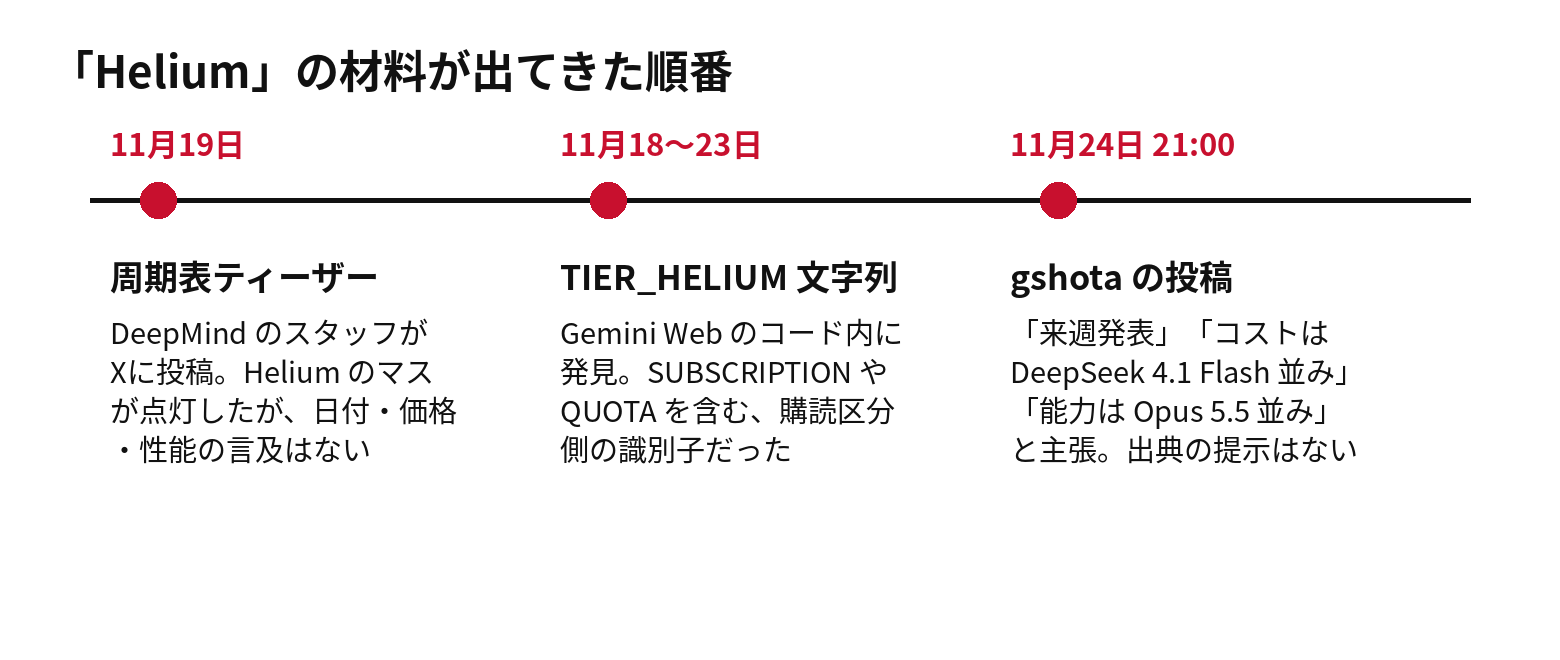 「Helium」の材料が出てきた順番
11月19日
周期表ティーザー
DeepMind のスタッフが
Xに投稿。Helium のマス
が点灯したが、日付・価格
・性能の言及はない
11月18〜23日
TIER_HELIUM 文字列
Gemini Web のコード内に
発見。SUBSCRIPTION や
QUOTA を含む、購読区分
側の識別子だった
11月24日 21:00
gshota の投稿
「来週発表」「コストは
DeepSeek 4.1 Flash 並み」
「能力は Opus 5.5 並み」
と主張。出典の提示はない